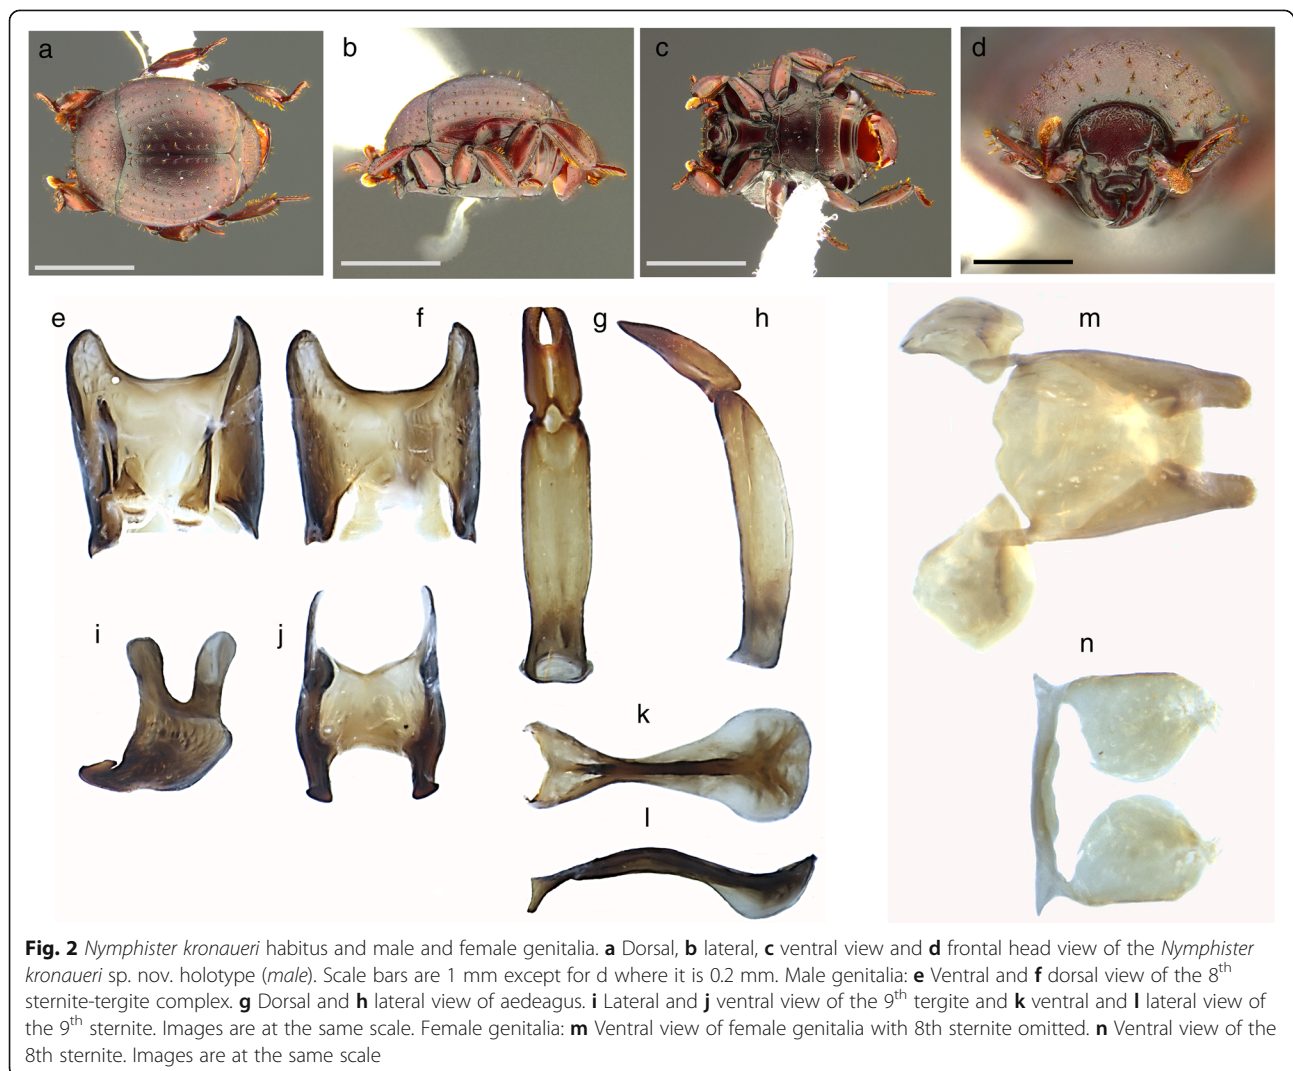 a
b
c
d
e
f
g
h
m
i
j
k
l
n
Fig. 2 Nymphister kronaueri habitus and male and female genitalia. a Dorsal, b lateral, c ventral view and d frontal head view of the Nymphister
kronaueri sp. nov. holotype (male). Scale bars are 1 mm except for d where it is 0.2 mm. Male genitalia: e Ventral and f dorsal view of the 8th
sternite-tergite complex. g Dorsal and h lateral view of aedeagus. i Lateral and j ventral view of the 9th tergite and k ventral and l lateral view of
the 9th sternite. Images are at the same scale. Female genitalia: m Ventral view of female genitalia with 8th sternite omitted. n Ventral view of the
8th sternite. Images are at the same scale